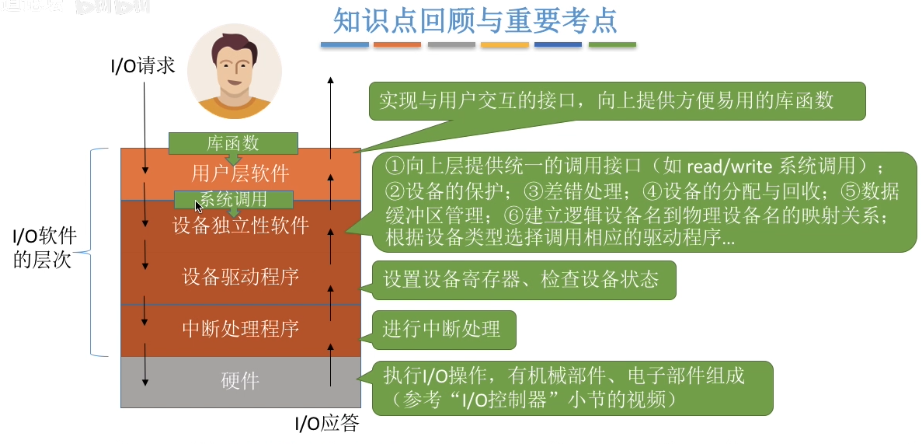 知识点回顾与重要考点
I/O请求
实现与用户交互的接口，向上提供方便易用的库函数
库函数
用户层软件
①向上层提供统一的调用接口（如 read/write 系统调用）；
②设备的保护；③差错处理；④设备的分配与回收；⑤数据
缓冲区管理；⑥建立逻辑设备名到物理设备名的映射关系；
根据设备类型选择调用相应的驱动程序...
系统调用
设备独立性软件
I/O软件
的层次
设备驱动程序
设置设备寄存器、检查设备状态
中断处理程序
进行中断处理
硬件
执行I/O操作，有机械部件、电子部件组成
（参考“I/O控制器”小节的视频）
I/O应答